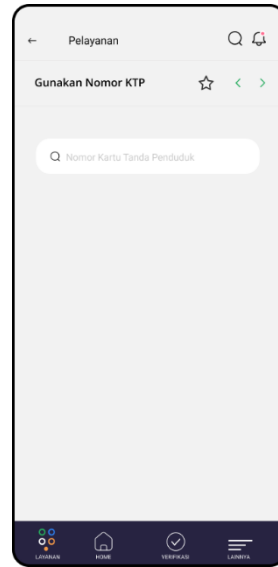 Pelayanan
Gunakan Nomor KTP
Nomor Kartu Tanda Penduduk
LAYANAN
HOME
VERIFIKASI
LAINNYA